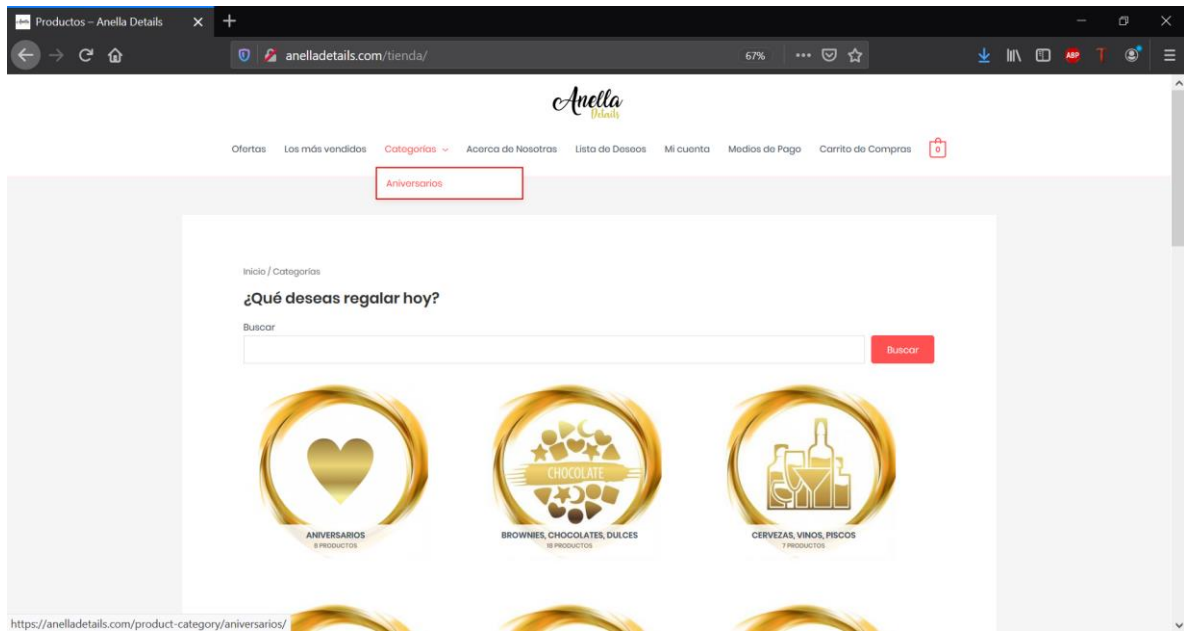 Productos – Anella Details
anelladetails.com/tienda/
67%
ABP
Anella
Details
Ofertas Los más vendidos Categorías Acerca de Nosotras Lista de Deseos Mi cuenta Medios de Pago Carrito de Compras 0
Aniversarios
Inicio / Categorías
¿Qué deseas regalar hoy?
Buscar
Buscar
CHOCOLATE
ANIVERSARIOS BROWNIES, CHOCOLATES, DULCES CERVEZAS, VINOS, PISCOS
8 PRODUCTOS 18 PRODUCTOS 7 PRODUCTOS
https://anelladetails.com/product-category/aniversarios/